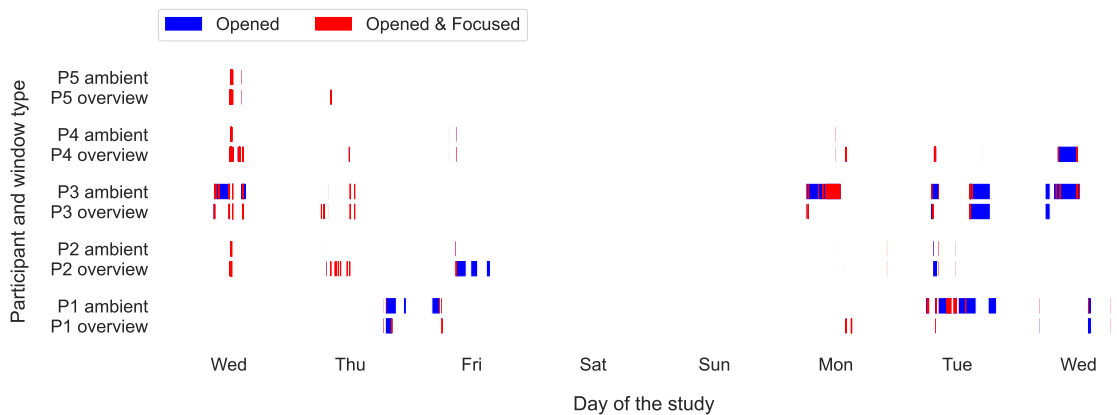 Opened Opened & Focused
Participant and window type
P5 ambient
P5 overview
P4 ambient
P4 overview
P3 ambient
P3 overview
P2 ambient
P2 overview
P1 ambient
P1 overview
Wed Thu Fri Sat Sun Mon Tue Wed
Day of the study